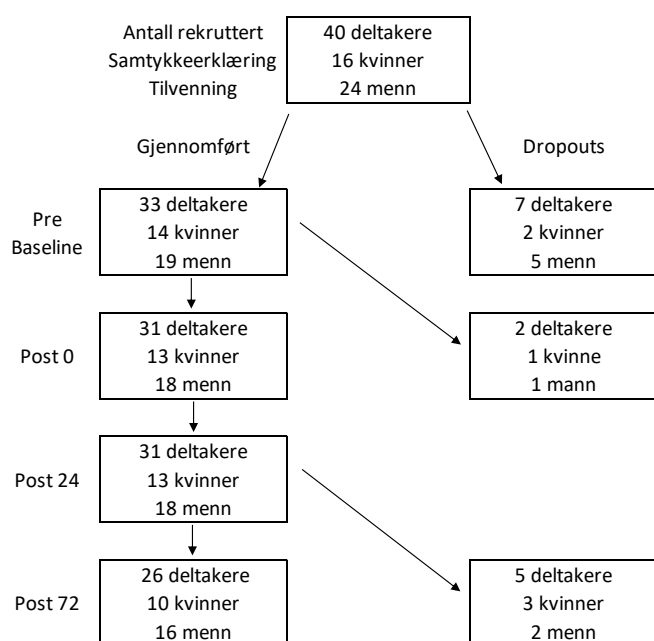 Antall rekruttert
Samtykkeerklæring
Tilvenning
40 deltakere
16 kvinner
24 menn
Gjennomført
Dropouts
Pre
Baseline
33 deltakere
14 kvinner
19 menn
7 deltakere
2 kvinner
5 menn
Post 0
31 deltakere
13 kvinner
18 menn
2 deltakere
1 kvinne
1 mann
Post 24
31 deltakere
13 kvinner
18 menn
Post 72
26 deltakere
10 kvinner
16 menn
5 deltakere
3 kvinner
2 menn